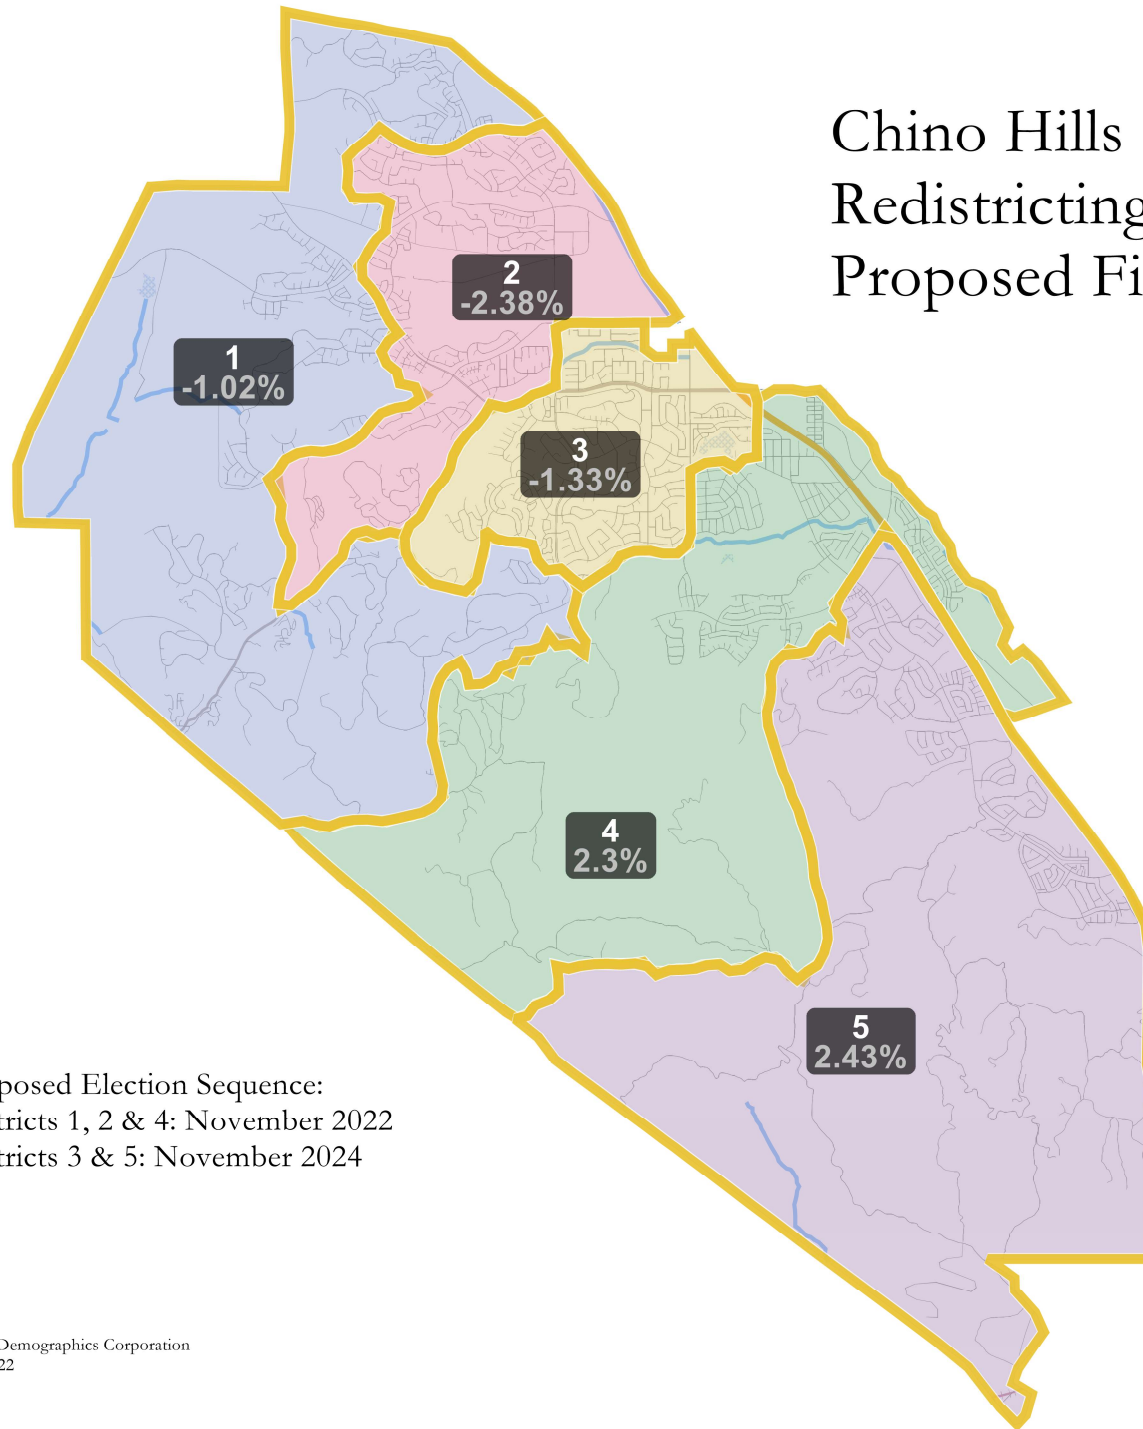 Chino Hills
Redistricting
Proposed Fi
2
-2.38%
1
-1.02%
3
-1.33%
4
2.3%
5
2.43%
posed Election Sequence:
tricts 1, 2 & 4: November 2022
tricts 3 & 5: November 2024
Demographics Corporation
22